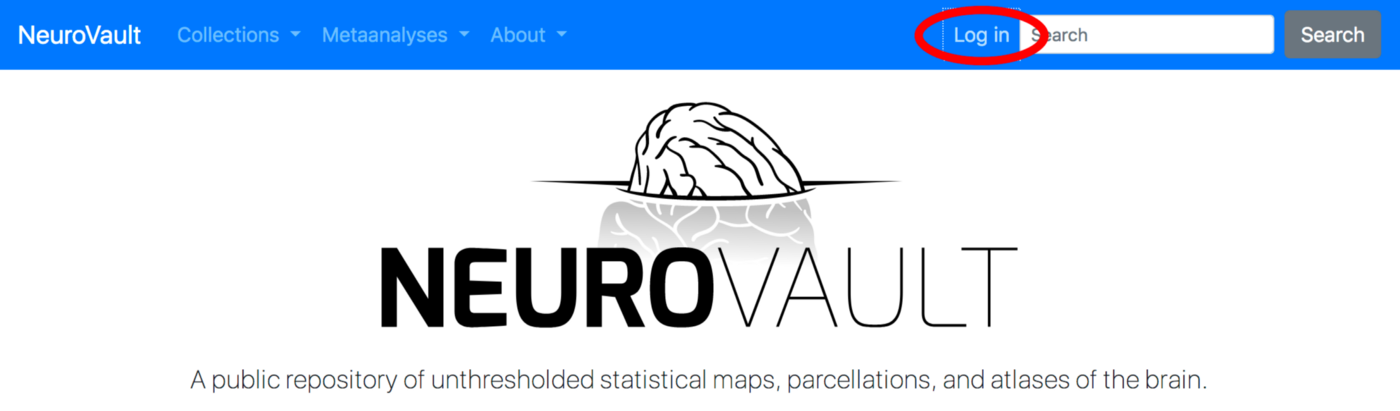 NeuroVault Collections Metaanalyses About Log in Search Search
NEUROVAULT
A public repository of unthresholded statistical maps, parcellations, and atlases of the brain.